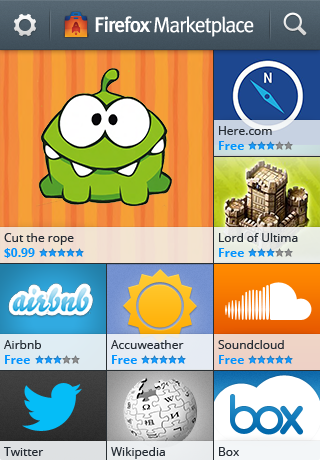 Firefox Marketplace
N
Here.com
Free
Cut the rope
$0.99
Lord of Ultima
Free
airbnb
Airbnb
Free
Accuweather
Free
Soundcloud
Free
W
Twitter
Wikipedia
box
Box